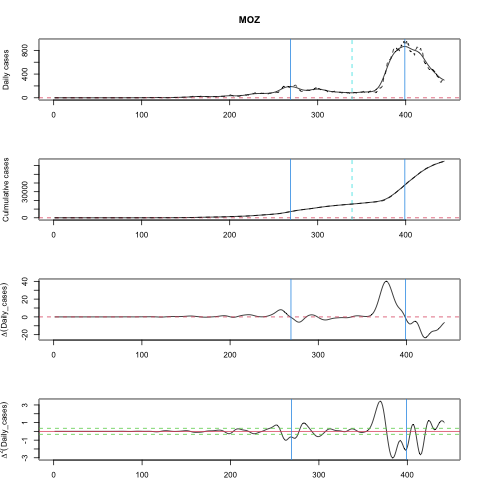 MOZ
Daily cases
0 400 800
0 100 200 300 400
Culmulative cases
0 30000
0 100 200 300 400
Δ(Daily_cases)
-20 0 20 40
0 100 200 300 400
Δ²(Daily_cases)
-3 -1 1 3
0 100 200 300 400